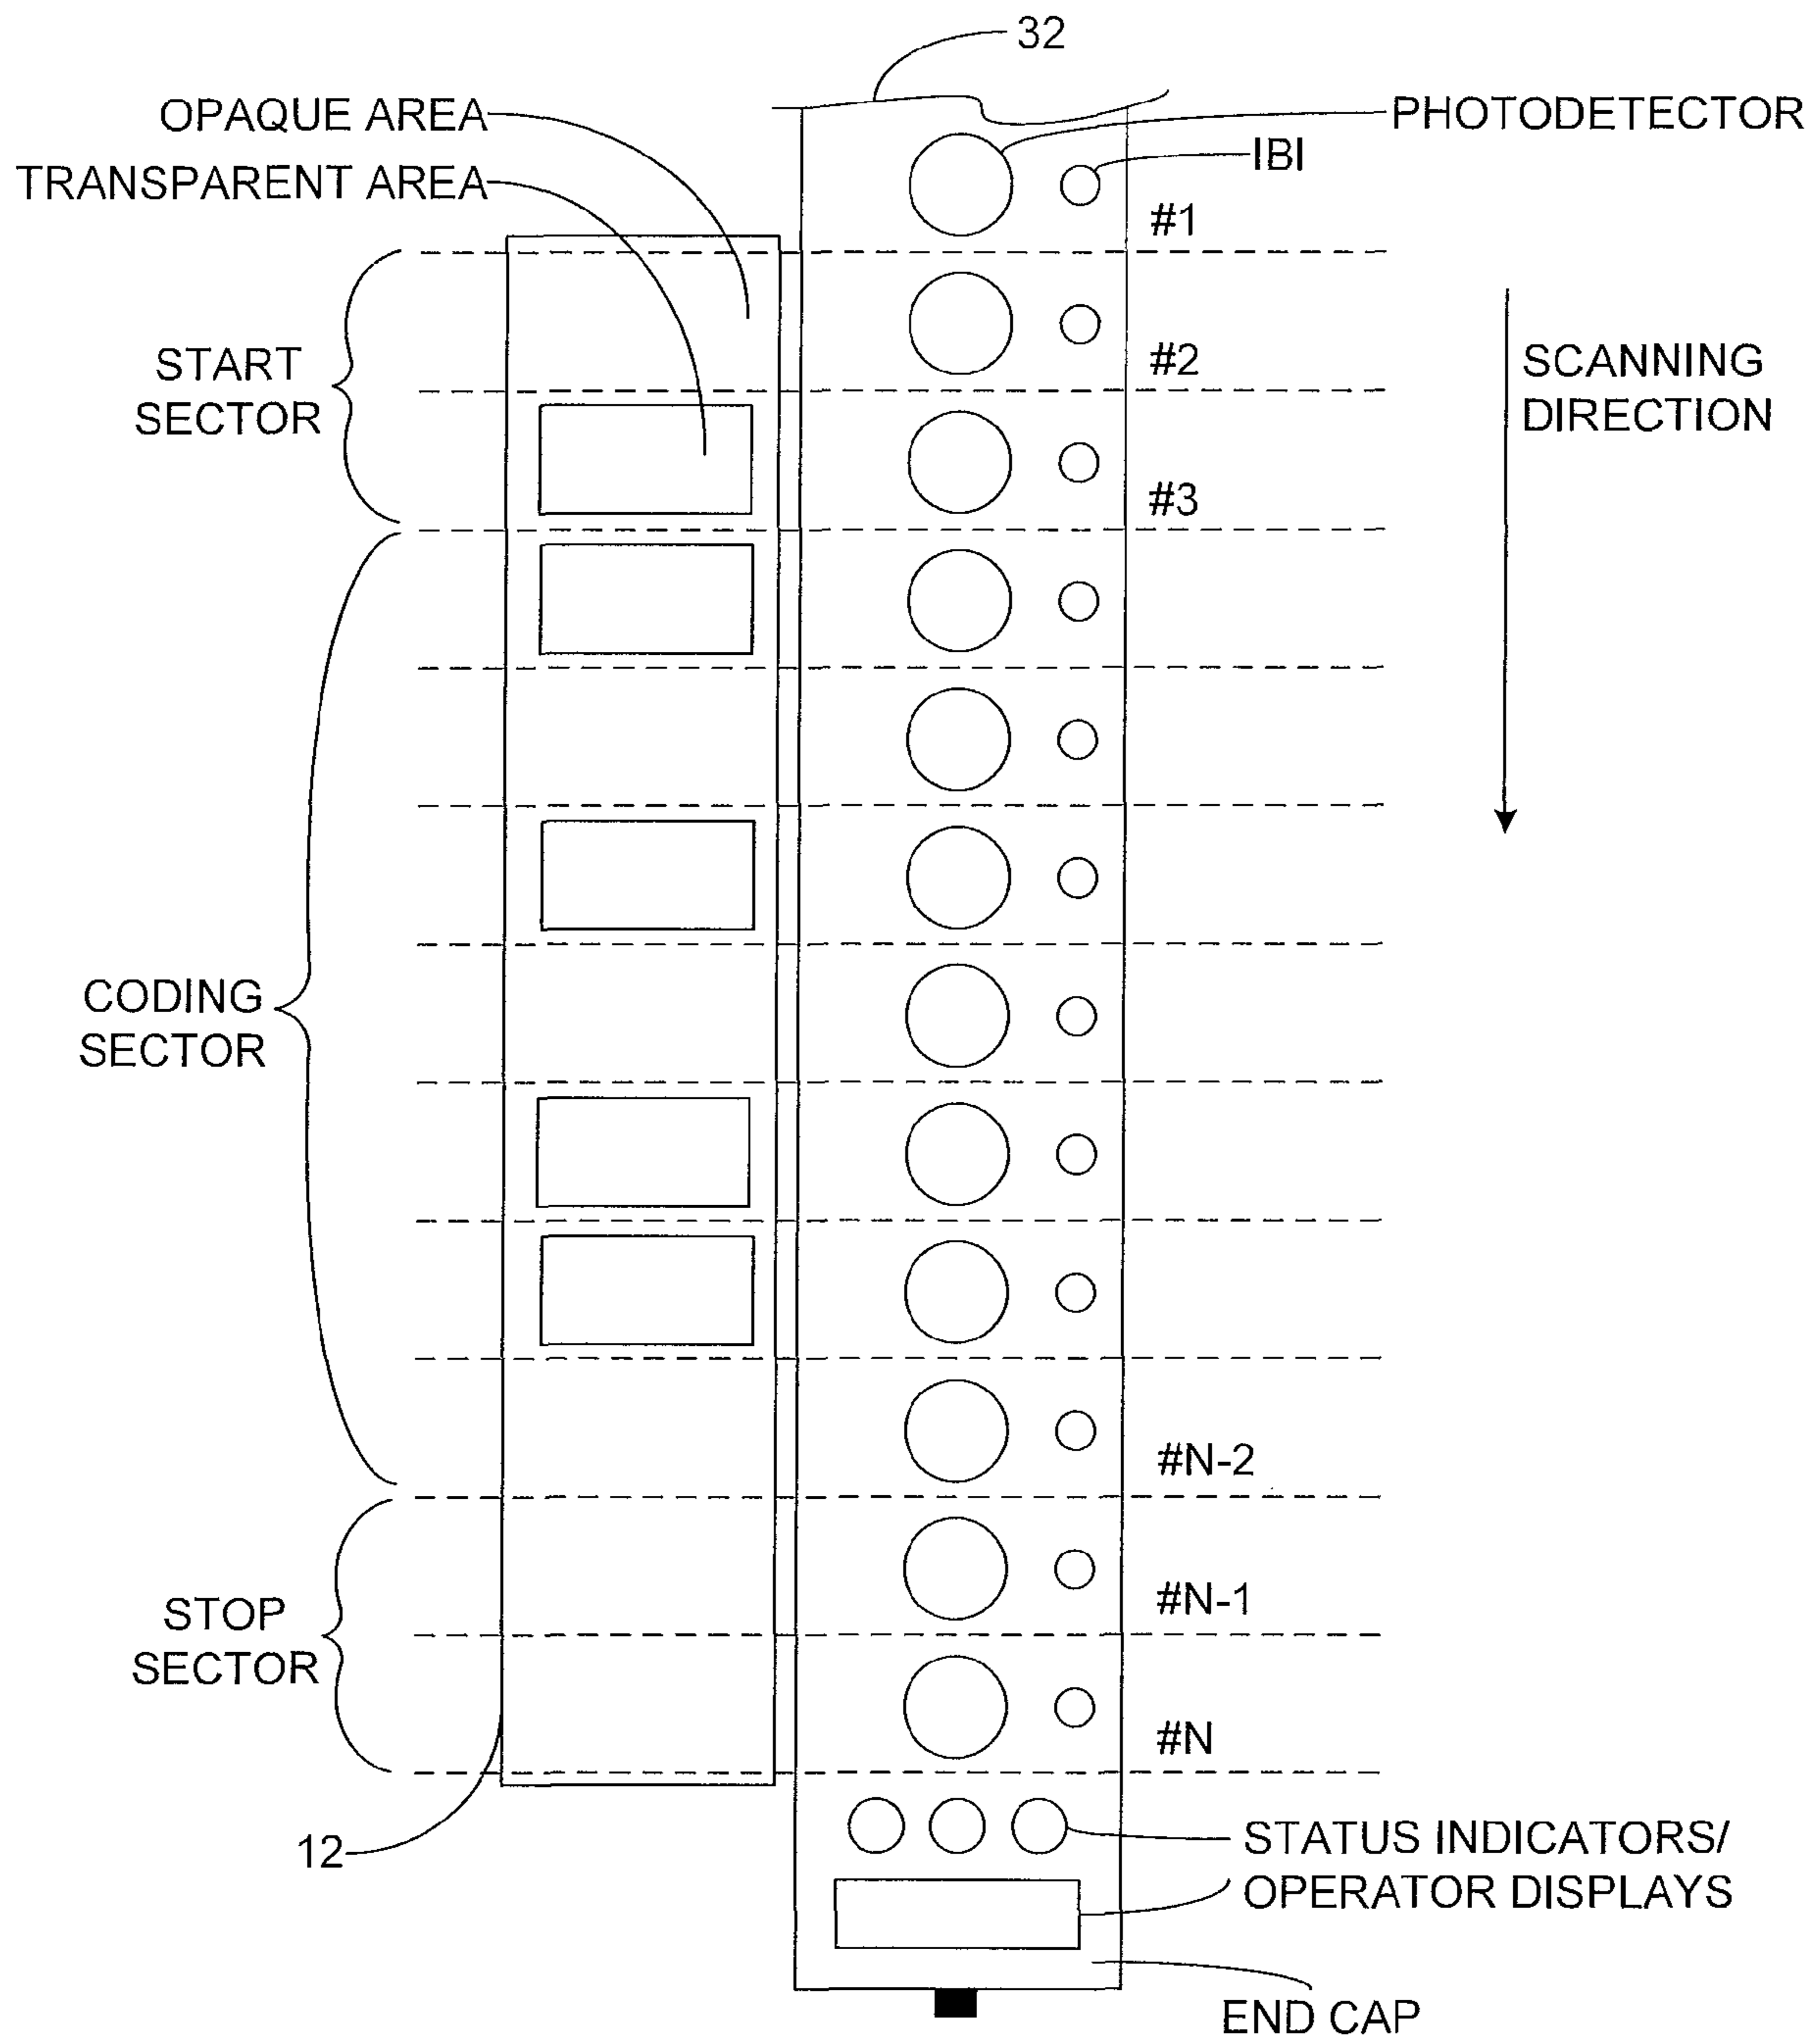 32
OPAQUE AREA
PHOTODETECTOR
TRANSPARENT AREA
IBI
#1
START
SECTOR
#2
SCANNING
DIRECTION
#3
CODING
SECTOR
#N-2
STOP
SECTOR
#N-1
#N
12
STATUS INDICATORS/
OPERATOR DISPLAYS
END CAP